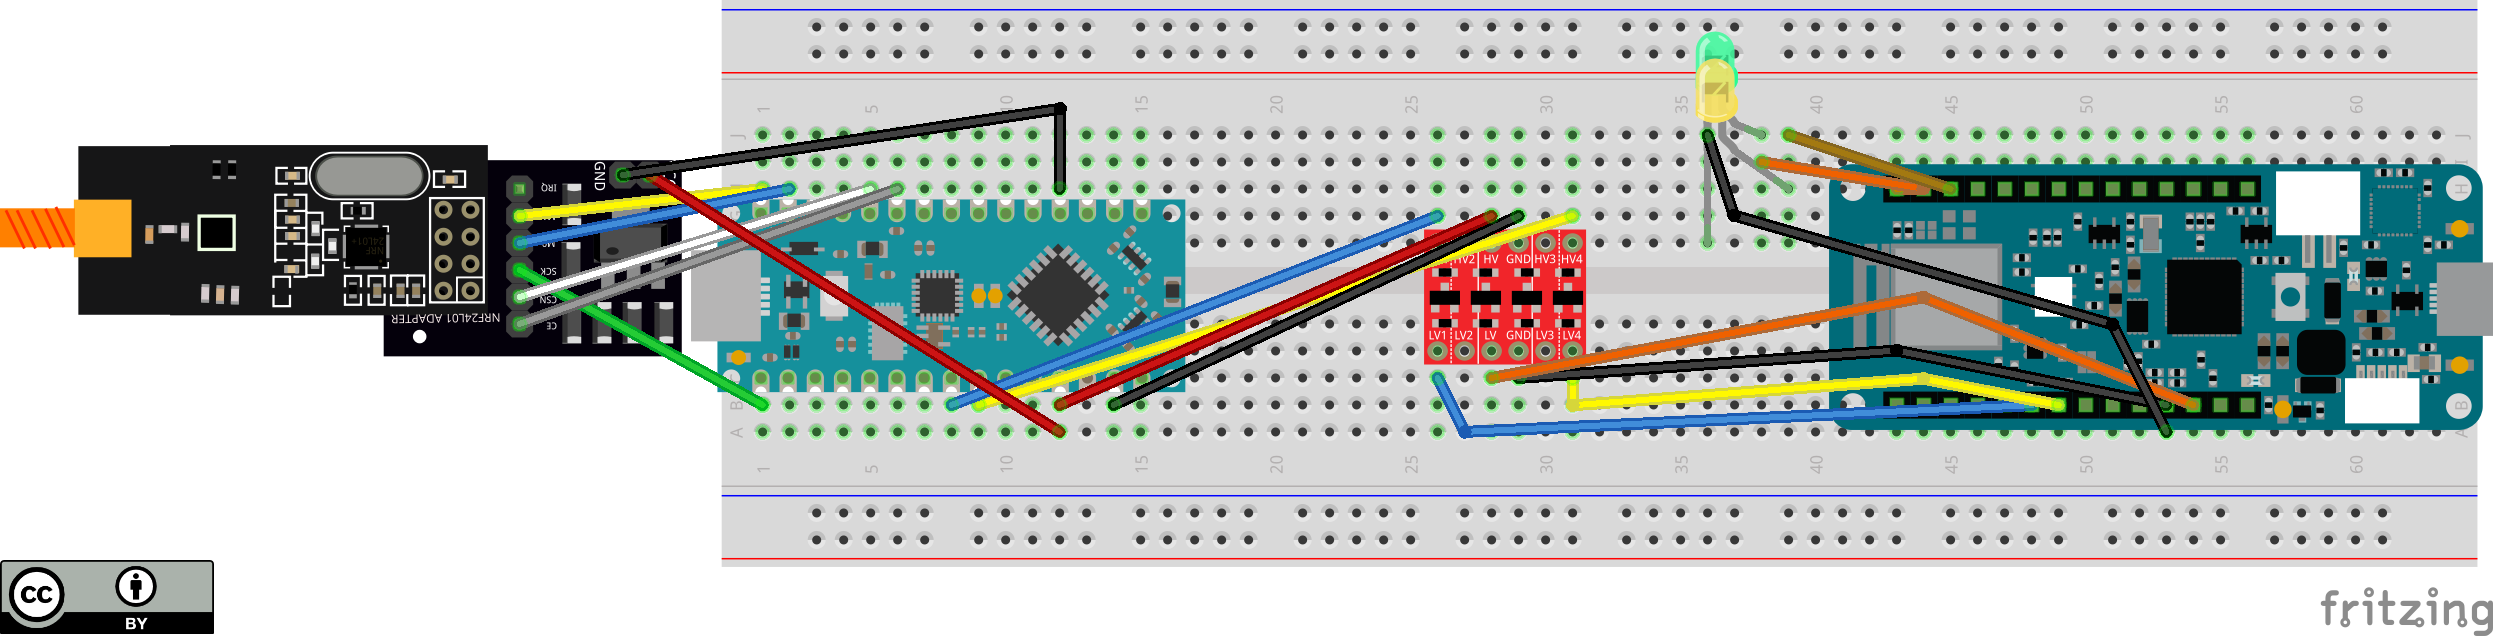 1 5 10 15 20 25 30 35 40 45 50 55 60
J J
I
H
GND
IRQ
SCK
CSN
CE
NRF24L01 ADAPTER
NRF
24L01+
HV2 HV GND HV3 HV4
LV1 LV2 LV GND LV3 LV4
B B
A A
1 5 10 15 20 25 30 35 40 45 50 55 60
cc
BY
fritzing